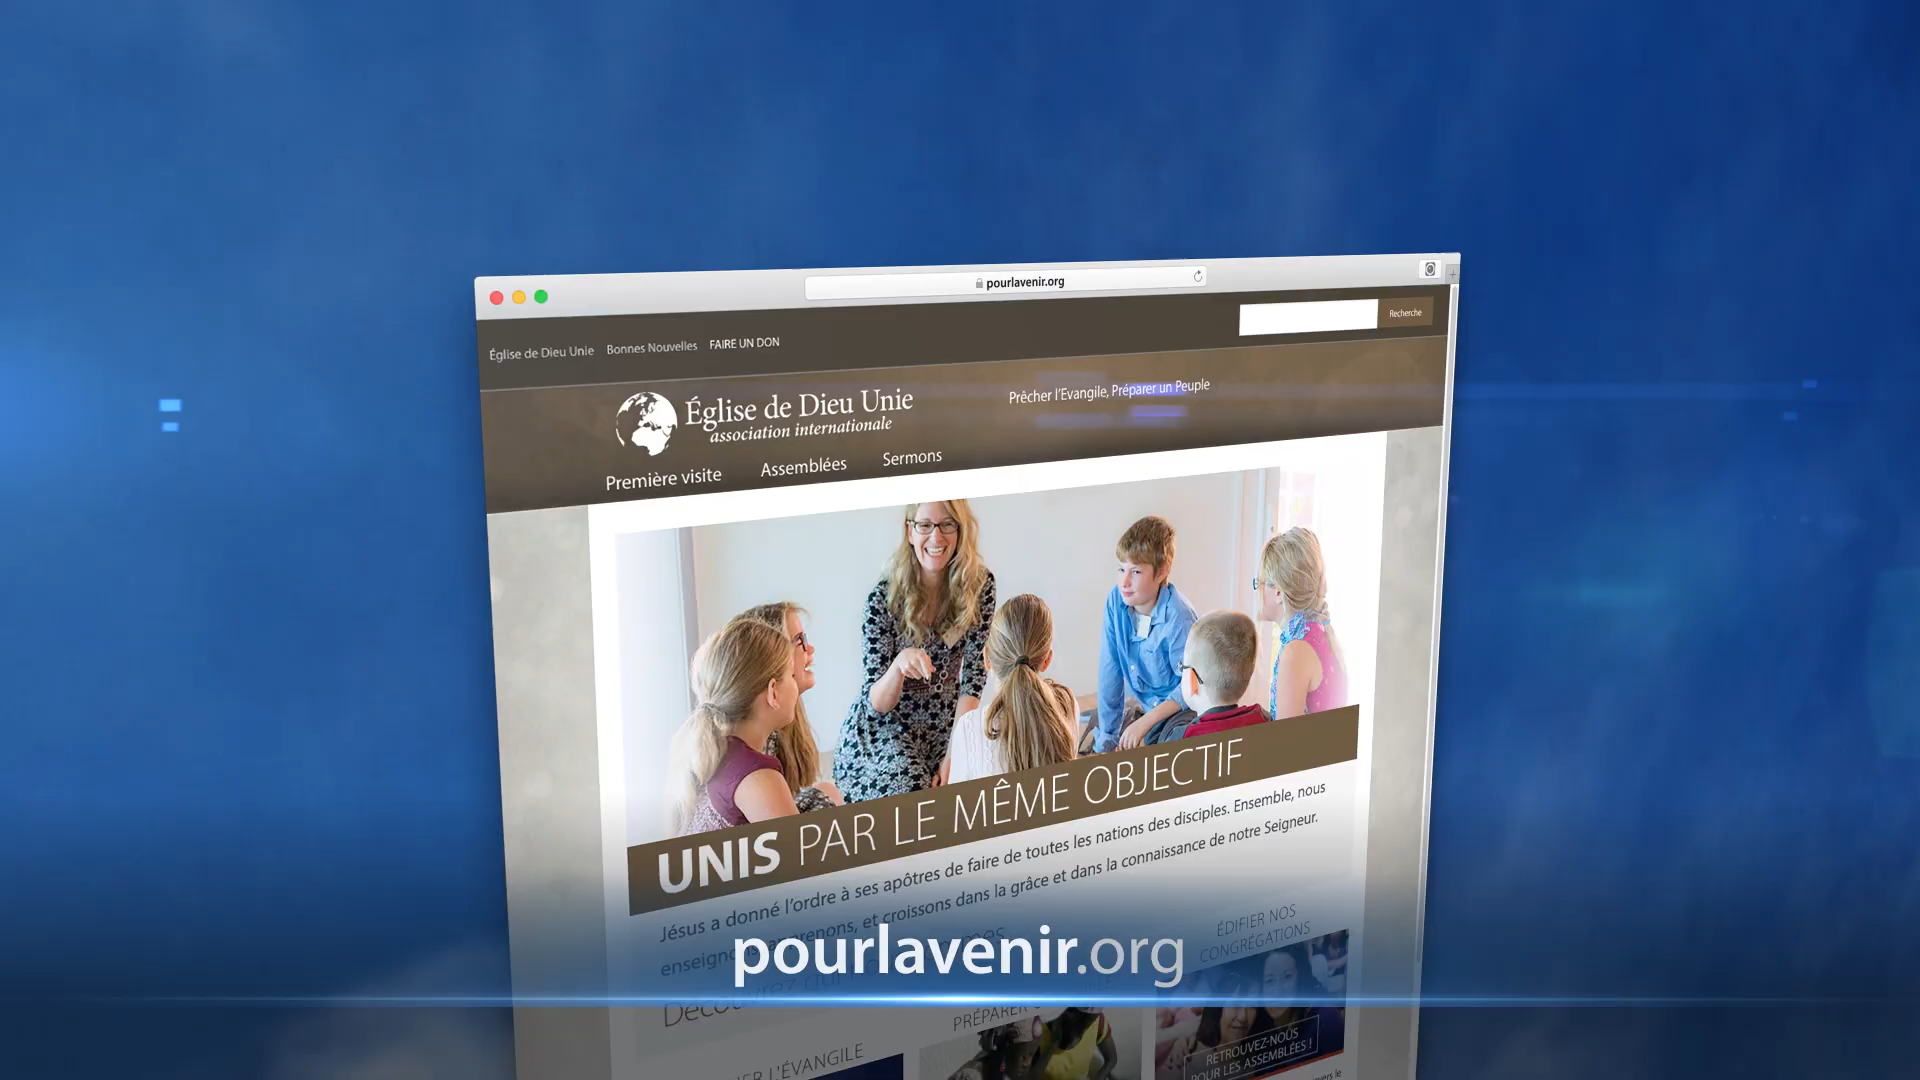 pourlavenir.org
Recherche
Église de Dieu Unie Bonnes Nouvelles FAIRE UN DON
Église de Dieu Unie
association internationale
Prêcher l'Evangile, Préparer un Peuple
Première visite Assemblées Sermons
UNIS PAR LE MÊME OBJECTIF
Jésus a donné l'ordre à ses apôtres de faire de toutes les nations des disciples. Ensemble, nous
enseignons, apprenons, et croissons dans la grâce et dans la connaissance de notre Seigneur.
pourlavenir.org
ÉDIFIER NOS
CONGRÉGATIONS
PRÉPARER
L'ÉVANGILE
RETROUVEZ-NOUS
POUR LES ASSEMBLÉES !